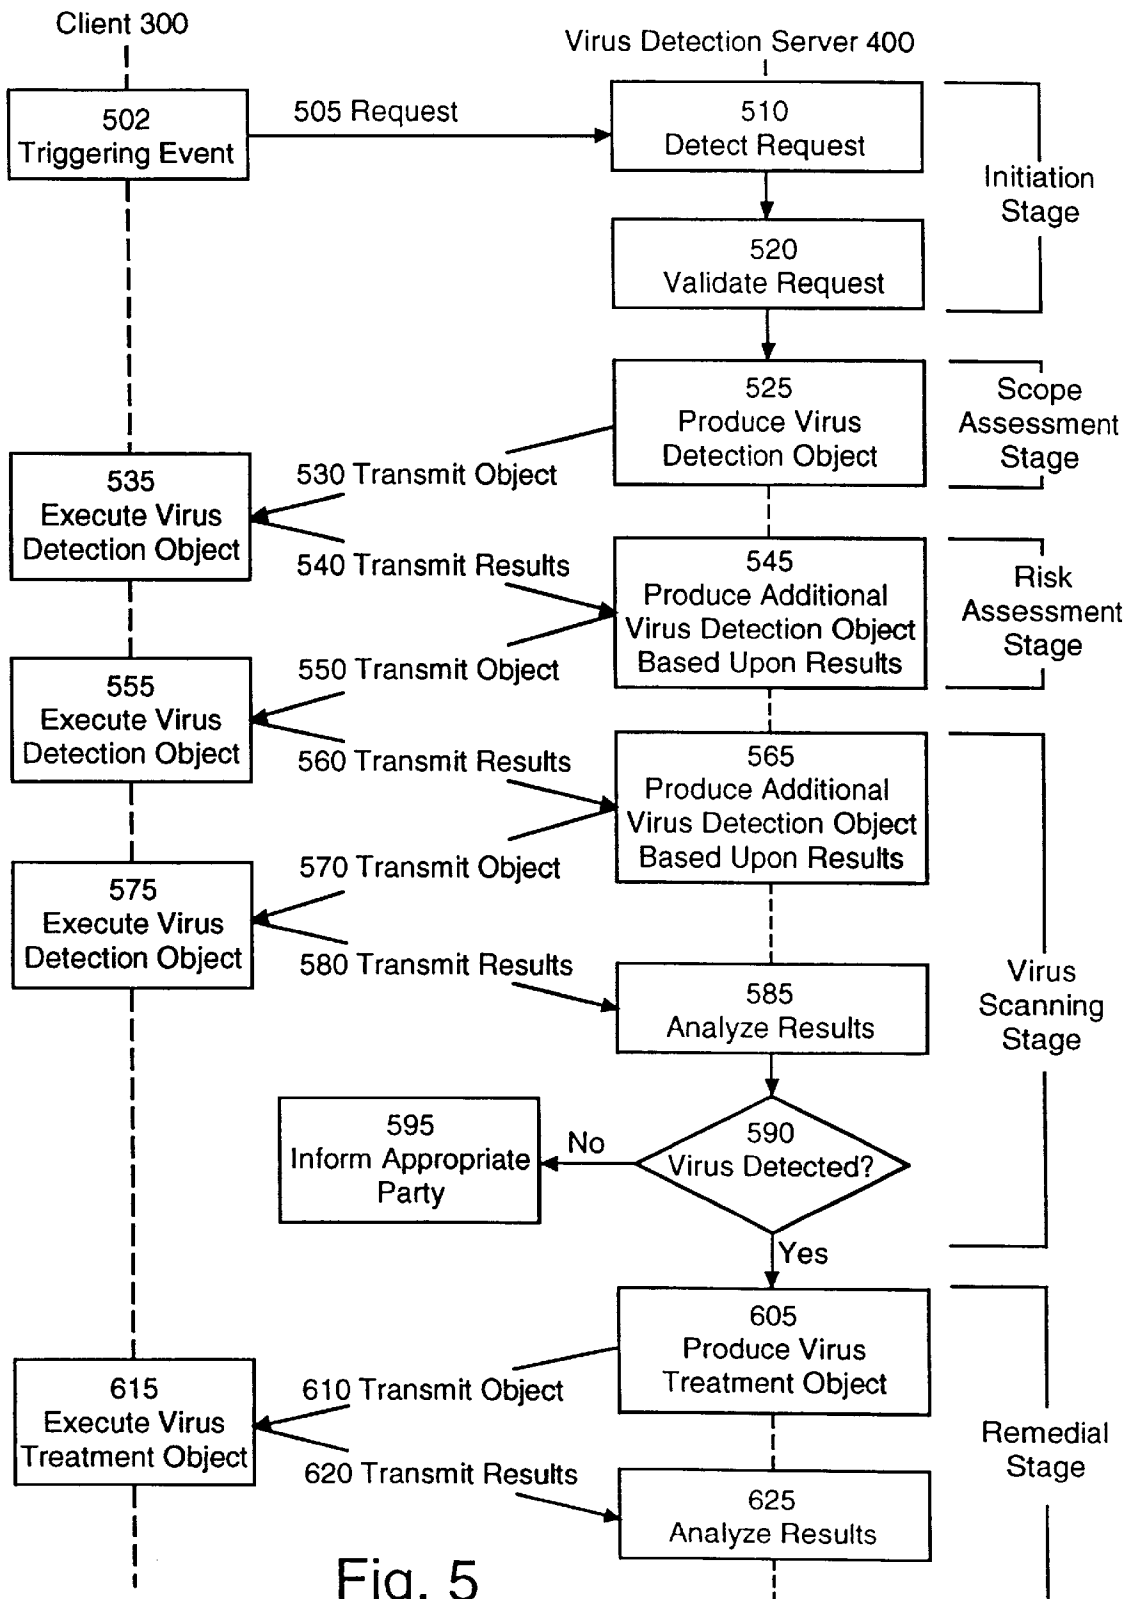 Client 300
Virus Detection Server 400
502
Triggering Event
505 Request
510
Detect Request
Initiation
Stage
520
Validate Request
525
Produce Virus
Detection Object
Scope
Assessment
Stage
530 Transmit Object
535
Execute Virus
Detection Object
540 Transmit Results
545
Produce Additional
Virus Detection Object
Based Upon Results
Risk
Assessment
Stage
550 Transmit Object
555
Execute Virus
Detection Object
560 Transmit Results
565
Produce Additional
Virus Detection Object
Based Upon Results
570 Transmit Object
575
Execute Virus
Detection Object
580 Transmit Results
585
Analyze Results
Virus
Scanning
Stage
590
Virus Detected?
No
595
Inform Appropriate
Party
Yes
605
Produce Virus
Treatment Object
610 Transmit Object
615
Execute Virus
Treatment Object
620 Transmit Results
625
Analyze Results
Remedial
Stage
Fig. 5